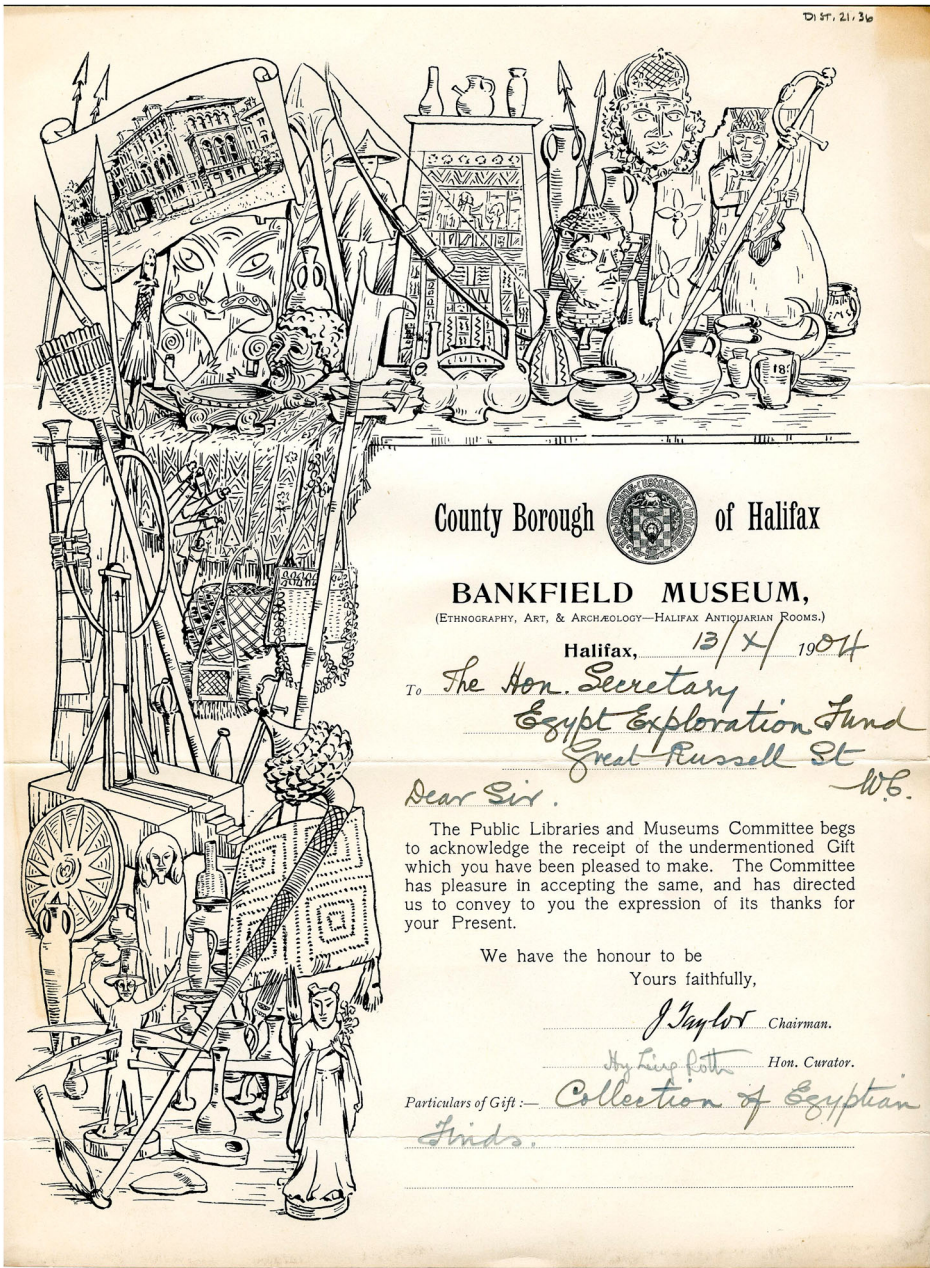 DIST. 21.36
County Borough of Halifax
BANKFIELD MUSEUM,
(ETHNOGRAPHY, ART, & ARCHÆOLOGY—HALIFAX ANTIQUARIAN ROOMS.)
Halifax, 13/X/1904
To The Hon. Secretary
Egypt Exploration Fund
Great Russell St
W.C.
Dear Sir.
The Public Libraries and Museums Committee begs
to acknowledge the receipt of the undermentioned Gift
which you have been pleased to make. The Committee
has pleasure in accepting the same, and has directed
us to convey to you the expression of its thanks for
your Present.
We have the honour to be
Yours faithfully,
J Taylor Chairman.
Hy Ling Roth Hon. Curator.
Particulars of Gift :— Collection of Egyptian
Finds.